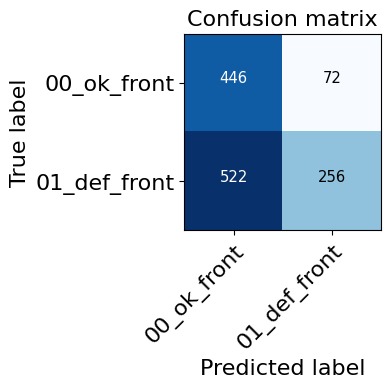 Confusion matrix
True label
00_ok_front
446
72
01_def_front
522
256
00_ok_front
01_def_front
Predicted label